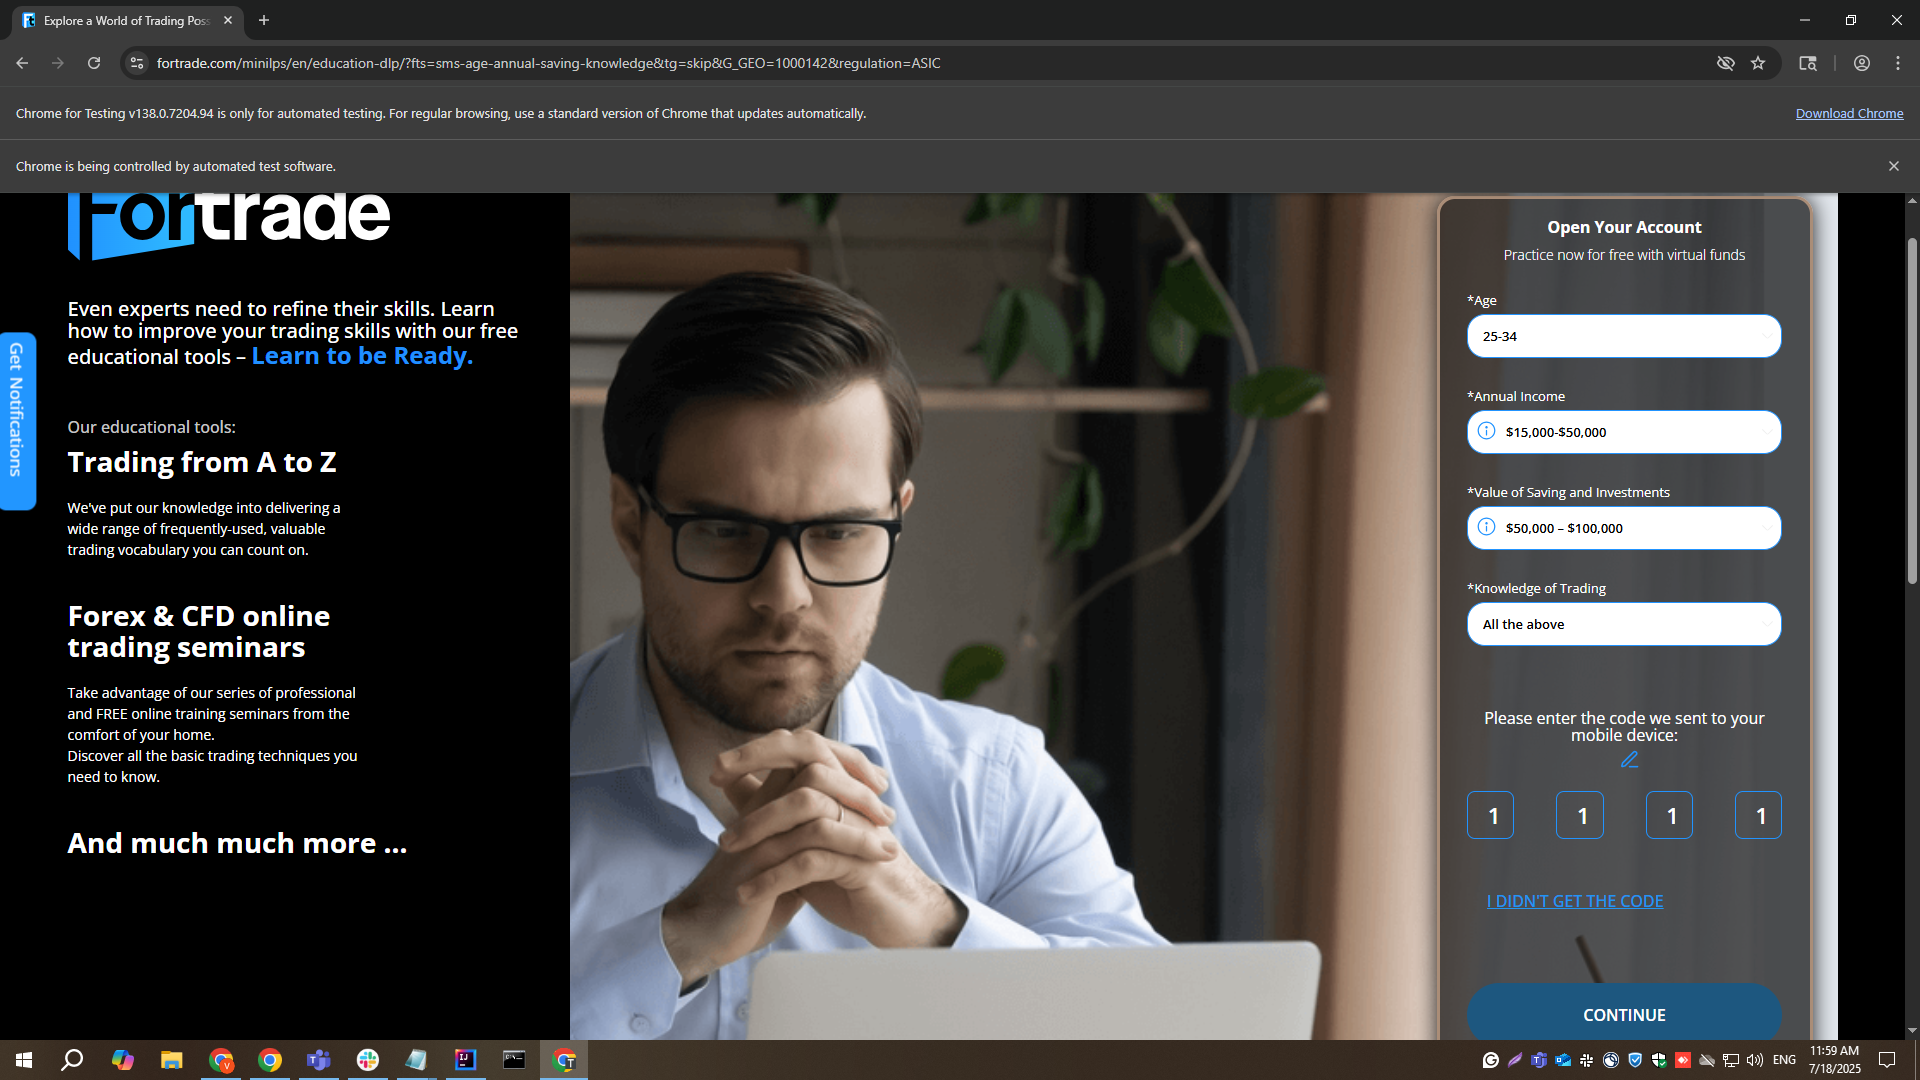 Explore a World of Trading Poss
fortrade.com/minilps/en/education-dlp/?fts=sms-age-annual-saving-knowledge&tg=skip&G_GEO=1000142&regulation=ASIC
Chrome for Testing v138.0.7204.94 is only for automated testing. For regular browsing, use a standard version of Chrome that updates automatically.
Download Chrome
Chrome is being controlled by automated test software.
Fortrade
Even experts need to refine their skills. Learn
how to improve your trading skills with our free
educational tools – Learn to be Ready.
Get Notifications
Our educational tools:
Trading from A to Z
We've put our knowledge into delivering a
wide range of frequently-used, valuable
trading vocabulary you can count on.
Forex & CFD online
trading seminars
Take advantage of our series of professional
and FREE online training seminars from the
comfort of your home.
Discover all the basic trading techniques you
need to know.
And much much more ...
Open Your Account
Practice now for free with virtual funds
*Age
25-34
*Annual Income
$15,000-$50,000
*Value of Saving and Investments
$50,000 – $100,000
*Knowledge of Trading
All the above
Please enter the code we sent to your
mobile device:
1 1 1 1
I DIDN'T GET THE CODE
CONTINUE
ENG
11:59 AM
7/18/2025